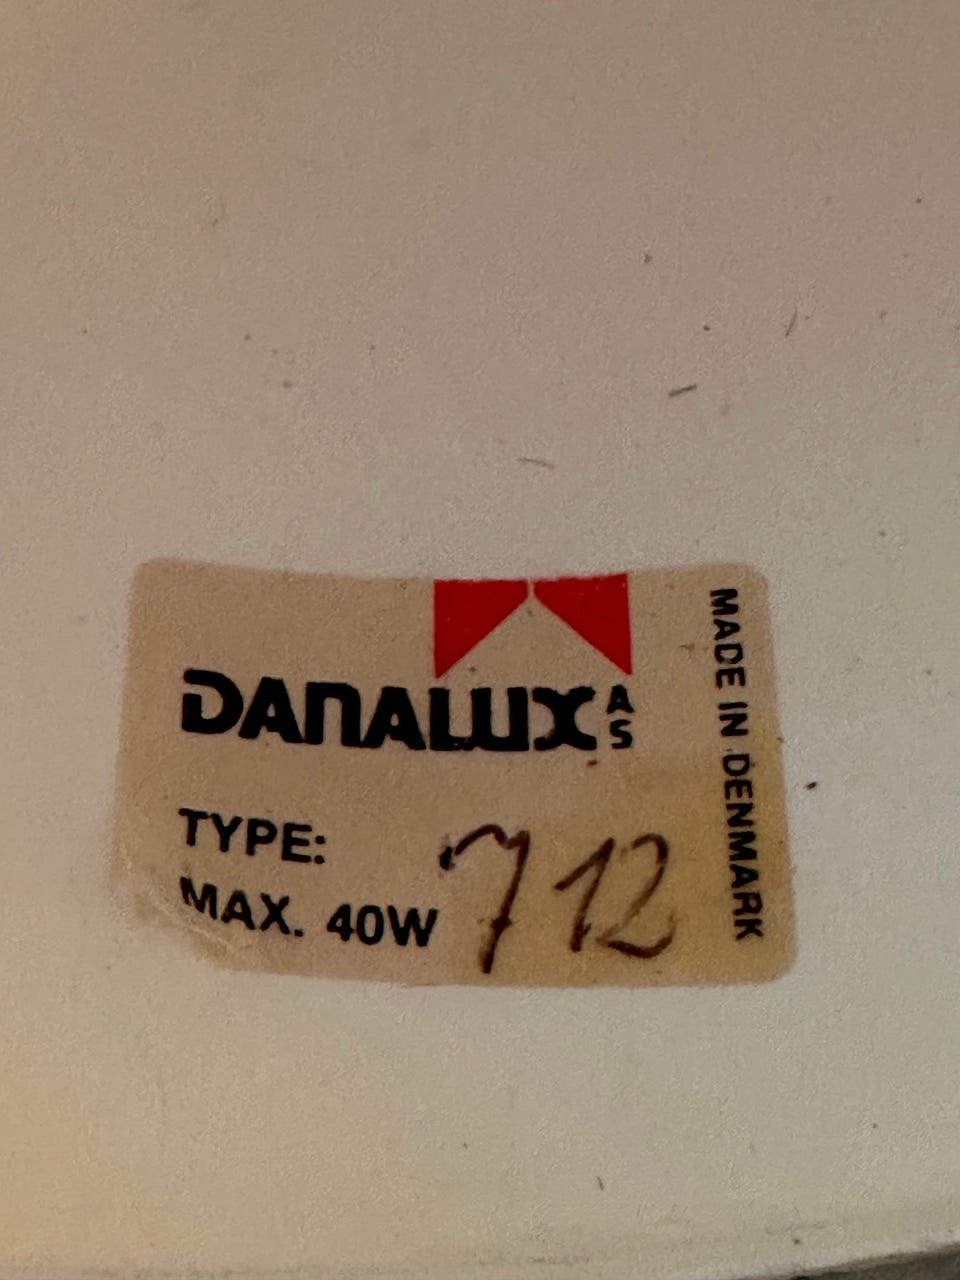 DANALUX A/S
TYPE: 712
MAX. 40W
MADE IN DENMARK